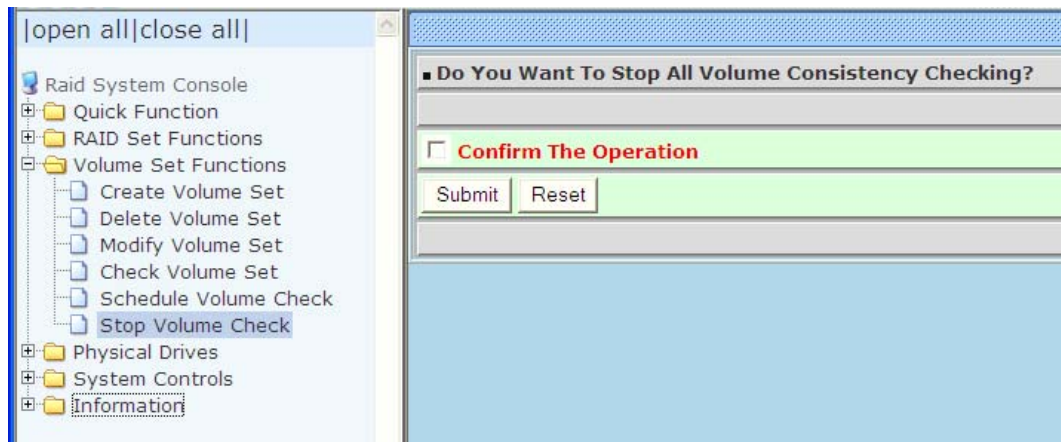 |open all|close all|
Raid System Console
Quick Function
RAID Set Functions
Volume Set Functions
Create Volume Set
Delete Volume Set
Modify Volume Set
Check Volume Set
Schedule Volume Check
Stop Volume Check
Physical Drives
System Controls
Information
Do You Want To Stop All Volume Consistency Checking?
Confirm The Operation
Submit Reset